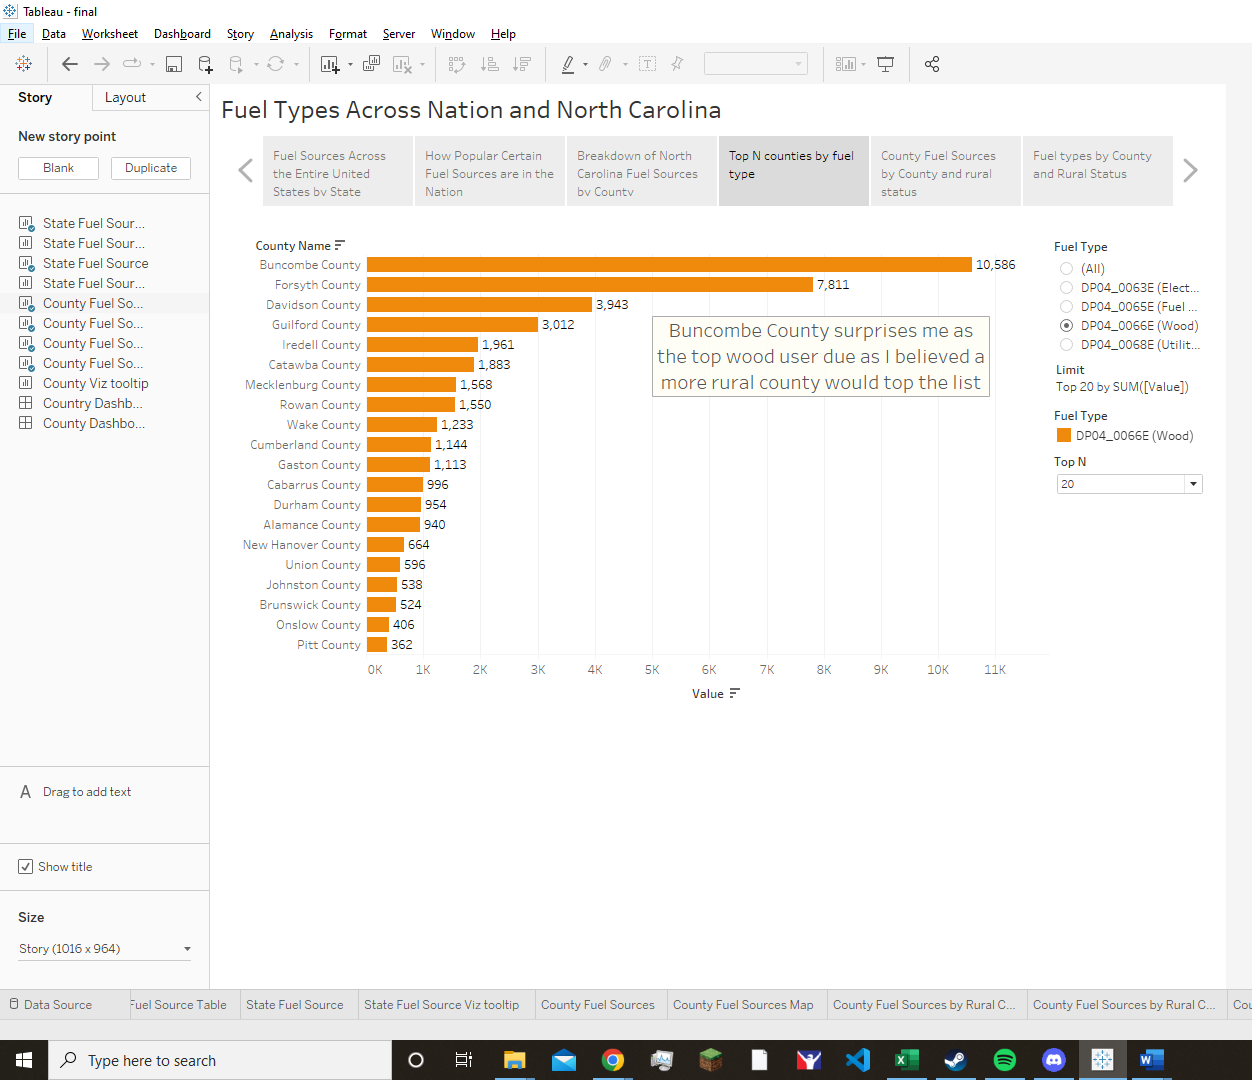 Tableau - final
File Data Worksheet Dashboard Story Analysis Format Server Window Help
Story Layout
New story point
Blank Duplicate
State Fuel Sour...
State Fuel Sour...
State Fuel Source
State Fuel Sour...
County Fuel So...
County Fuel So...
County Fuel So...
County Fuel So...
County Viz tooltip
Country Dashb...
County Dashbo...
A Drag to add text
Show title
Size
Story (1016 x 964)
Fuel Types Across Nation and North Carolina
Fuel Sources Across
the Entire United
States by State
How Popular Certain
Fuel Sources are in the
Nation
Breakdown of North
Carolina Fuel Sources
by County
Top N counties by fuel
type
County Fuel Sources
by County and rural
status
Fuel types by County
and Rural Status
County Name
Buncombe County 10,586
Forsyth County 7,811
Davidson County 3,943
Guilford County 3,012
Iredell County 1,961
Catawba County 1,883
Mecklenburg County 1,568
Rowan County 1,550
Wake County 1,233
Cumberland County 1,144
Gaston County 1,113
Cabarrus County 996
Durham County 954
Alamance County 940
New Hanover County 664
Union County 596
Johnston County 538
Brunswick County 524
Onslow County 406
Pitt County 362
0K 1K 2K 3K 4K 5K 6K 7K 8K 9K 10K 11K
Value
Buncombe County surprises me as
the top wood user due as I believed a
more rural county would top the list
Fuel Type
(All)
DP04_0063E (Elect...
DP04_0065E (Fuel ...
DP04_0066E (Wood)
DP04_0068E (Utilit...
Limit
Top 20 by SUM([Value])
Fuel Type
DP04_0066E (Wood)
Top N
20
Data Source Fuel Source Table State Fuel Source State Fuel Source Viz tooltip County Fuel Sources County Fuel Sources Map County Fuel Sources by Rural C... County Fuel Sources by Rural C... Cou
Type here to search